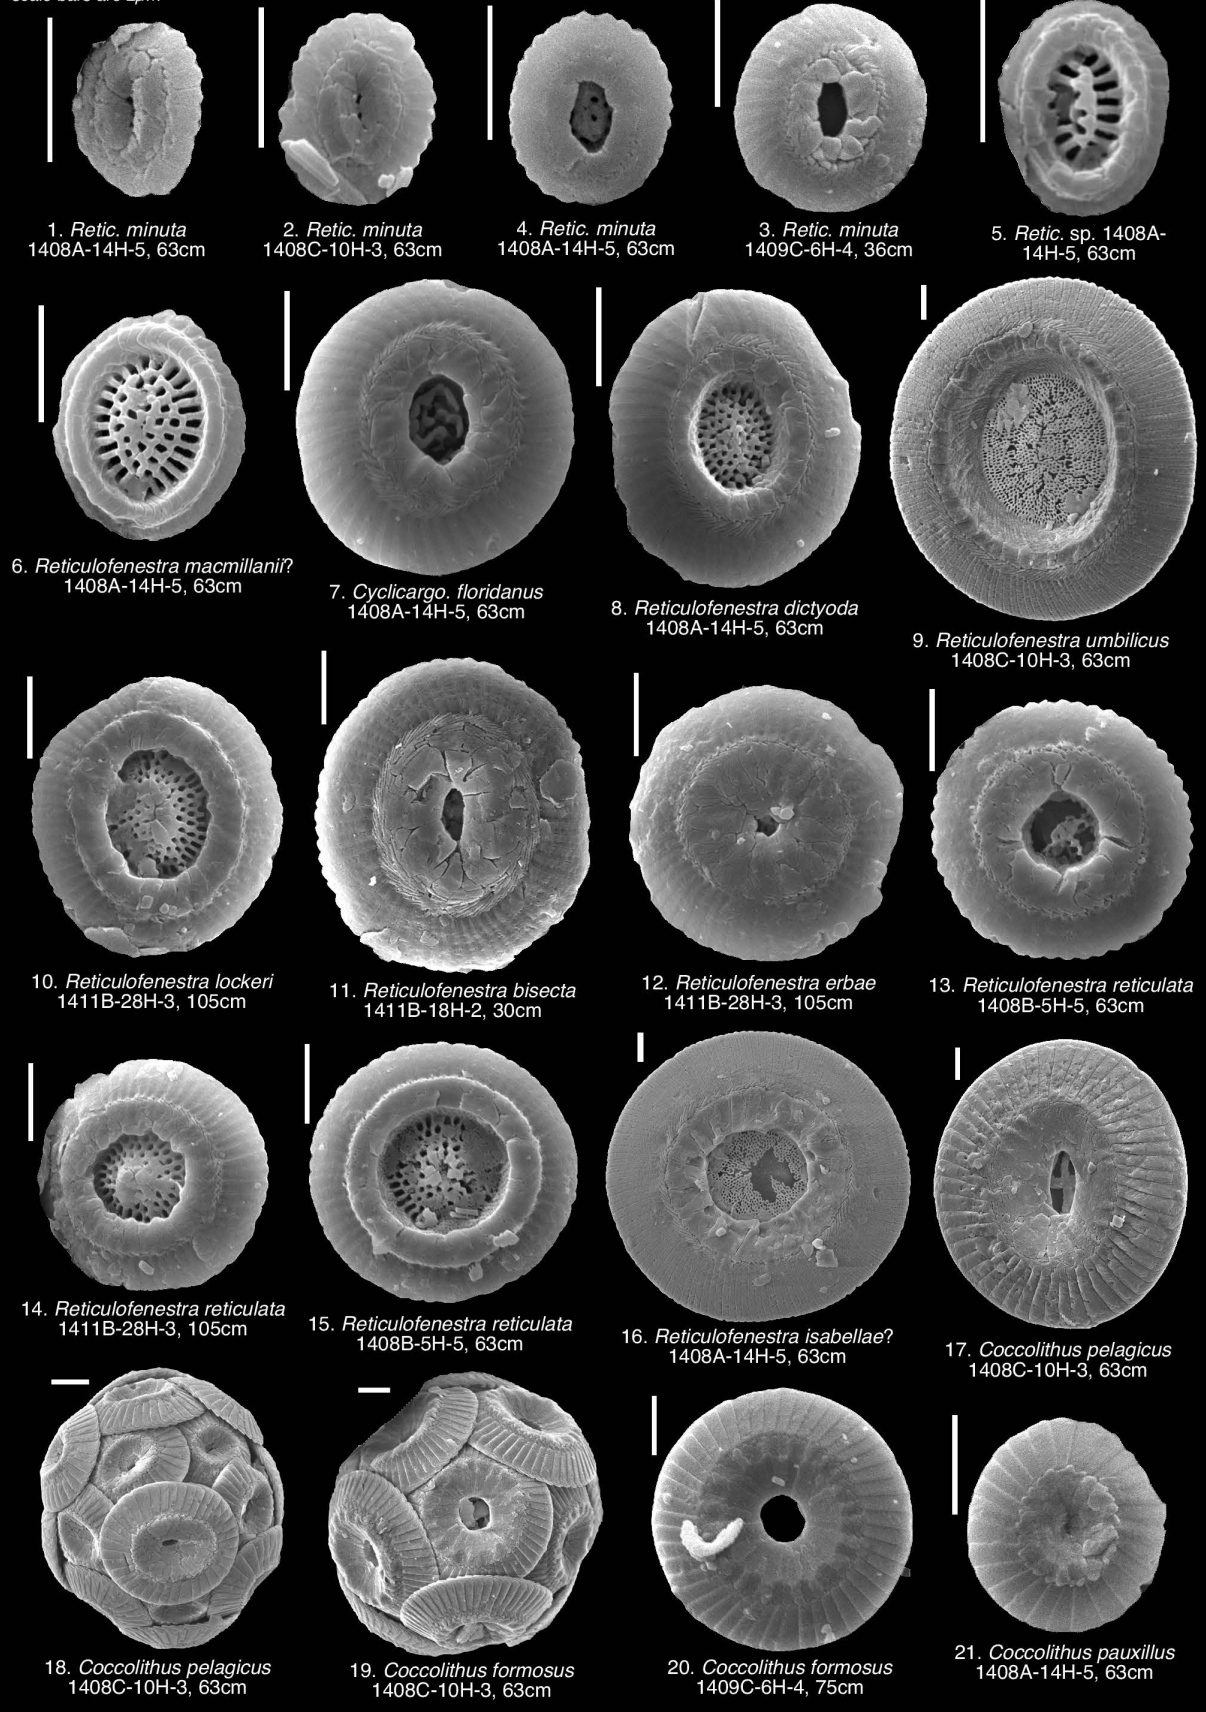 scale bars are 2µm
1. Retic. minuta
1408A-14H-5, 63cm
2. Retic. minuta
1408C-10H-3, 63cm
4. Retic. minuta
1408A-14H-5, 63cm
3. Retic. minuta
1409C-6H-4, 36cm
5. Retic. sp. 1408A-
14H-5, 63cm
6. Reticulofenestra macmillanii?
1408A-14H-5, 63cm
7. Cyclicargo. floridanus
1408A-14H-5, 63cm
8. Reticulofenestra dictyoda
1408A-14H-5, 63cm
9. Reticulofenestra umbilicus
1408C-10H-3, 63cm
10. Reticulofenestra lockeri
1411B-28H-3, 105cm
11. Reticulofenestra bisecta
1411B-18H-2, 30cm
12. Reticulofenestra erbae
1411B-28H-3, 105cm
13. Reticulofenestra reticulata
1408B-5H-5, 63cm
14. Reticulofenestra reticulata
1411B-28H-3, 105cm
15. Reticulofenestra reticulata
1408B-5H-5, 63cm
16. Reticulofenestra isabellae?
1408A-14H-5, 63cm
17. Coccolithus pelagicus
1408C-10H-3, 63cm
18. Coccolithus pelagicus
1408C-10H-3, 63cm
19. Coccolithus formosus
1408C-10H-3, 63cm
20. Coccolithus formosus
1409C-6H-4, 75cm
21. Coccolithus pauxillus
1408A-14H-5, 63cm